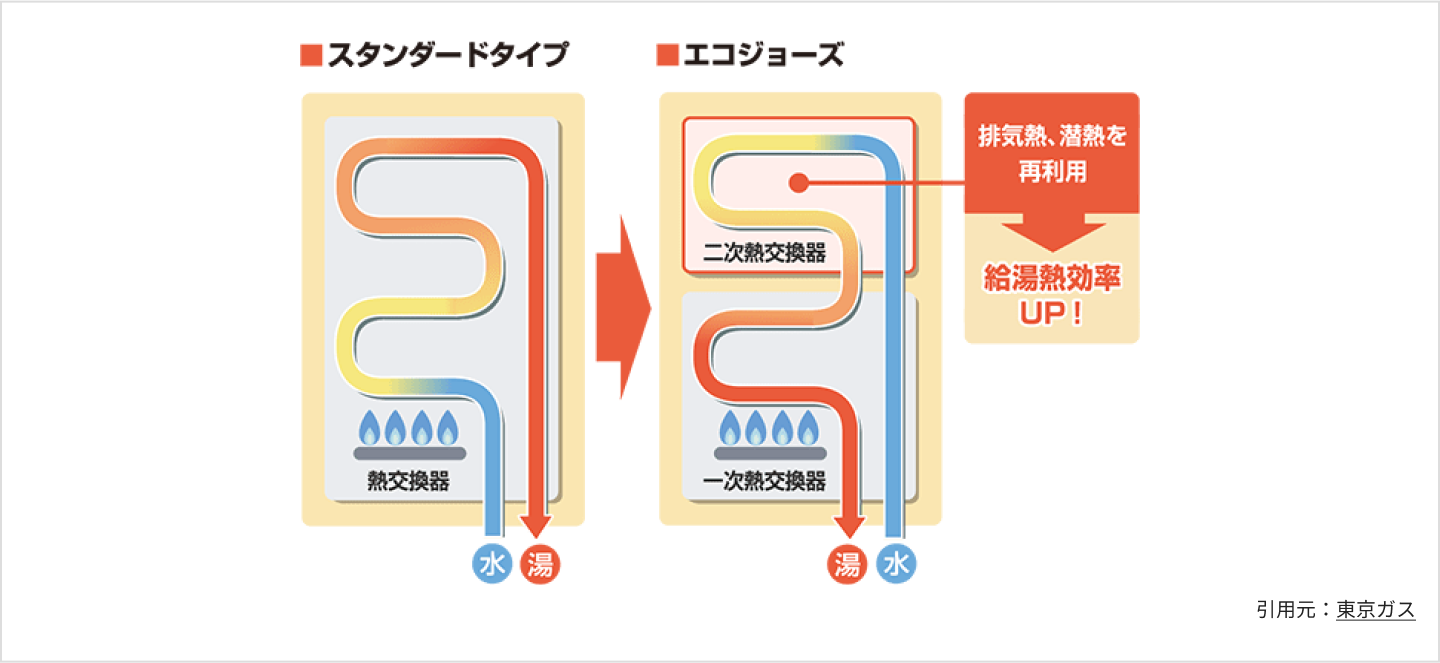 ■スタンダードタイプ
■エコジョーズ
排気熱、潜熱を
再利用
給湯熱効率
UP！
二次熱交換器
熱交換器
一次熱交換器
水
湯
湯
水
引用元：東京ガス